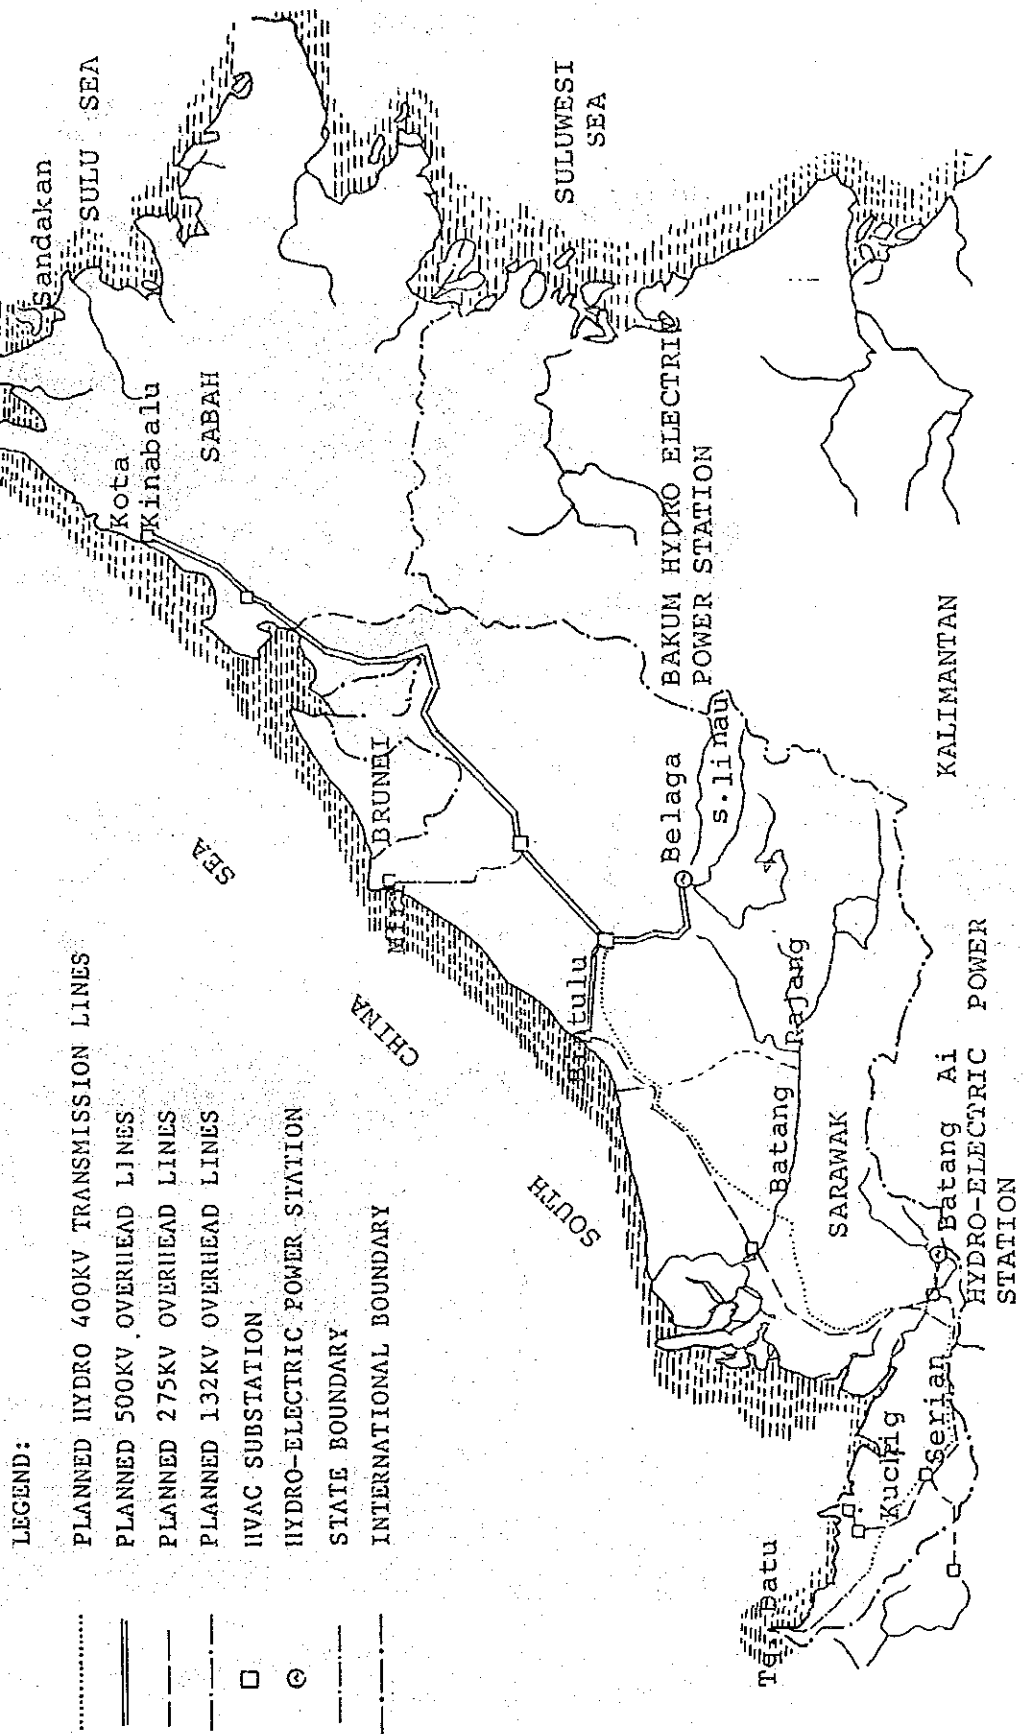 LEGEND:
PLANNED HYDRO 400KV TRANSMISSION LINES
PLANNED 500KV OVERHEAD LINES
PLANNED 275KV OVERHEAD LINES
PLANNED 132KV OVERHEAD LINES
HVAC SUBSTATION
HYDRO-ELECTRIC POWER STATION
STATE BOUNDARY
INTERNATIONAL BOUNDARY
Sandakan
SULU SEA
Kota
Kinabalu
SABAH
SULUWESI
SEA
SEA
CHINA
SOUTH
BRUNEI
Miri
BAKUM HYDRO ELECTRIC
POWER STATION
Belaga
s.linau
Bintulu
KALIMANTAN
Batang Rajang
SARAWAK
Batang Ai
HYDRO-ELECTRIC POWER
STATION
Tg. Batu
Kuching
Serian